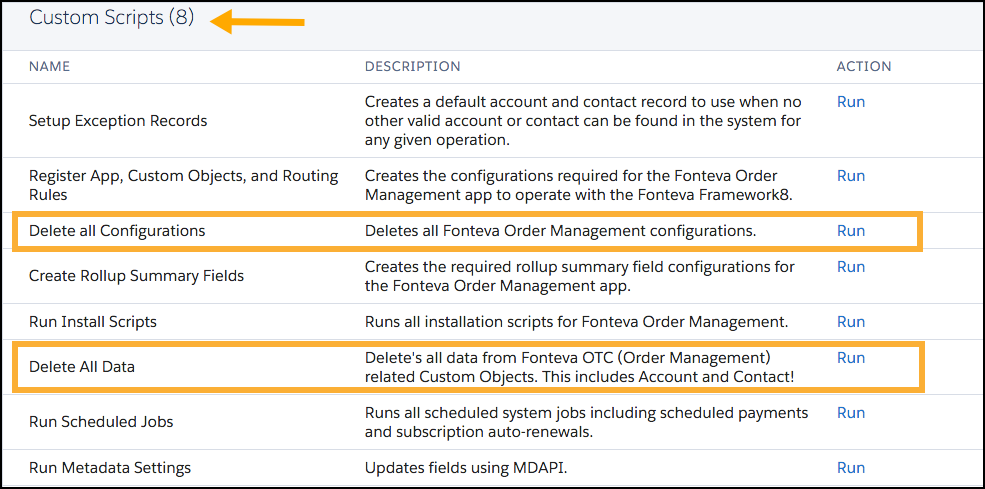 Custom Scripts (8)
NAME DESCRIPTION ACTION
Setup Exception Records
Creates a default account and contact record to use when no
other valid account or contact can be found in the system for
any given operation.
Run
Register App, Custom Objects, and Routing
Rules
Creates the configurations required for the Fonteva Order
Management app to operate with the Fonteva Framework8.
Run
Delete all Configurations
Deletes all Fonteva Order Management configurations.
Run
Create Rollup Summary Fields
Creates the required rollup summary field configurations for
the Fonteva Order Management app.
Run
Run Install Scripts
Runs all installation scripts for Fonteva Order Management.
Run
Delete All Data
Delete's all data from Fonteva OTC (Order Management)
related Custom Objects. This includes Account and Contact!
Run
Run Scheduled Jobs
Runs all scheduled system jobs including scheduled payments
and subscription auto-renewals.
Run
Run Metadata Settings
Updates fields using MDAPI.
Run